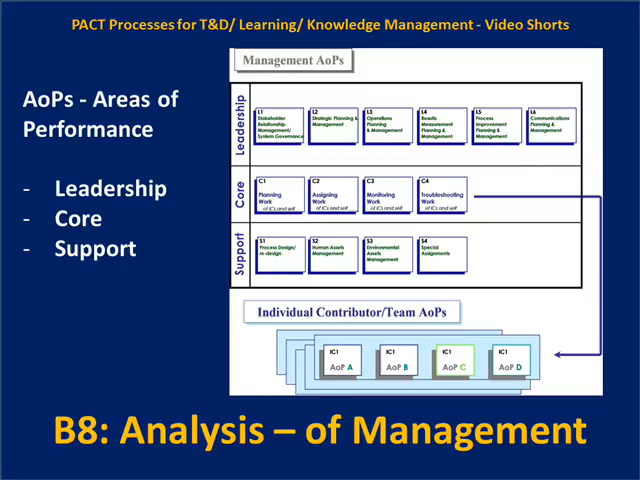 PACT Processes for T&D/ Learning/ Knowledge Management - Video Shorts
AoPs - Areas of
Performance
- Leadership
- Core
- Support
Management AoPs
Leadership
L1
Stakeholder
Relationship
Management/
System Governance
L2
Strategic Planning &
Management
L3
Operations
Planning
& Management
L4
Results
Measurement
Planning &
Management
L5
Process
Improvement
Planning &
Management
L6
Communications
Planning &
Management
Core
C1
Planning
Work
of ICs and self
C2
Assigning
Work
of ICs and self
C3
Monitoring
Work
of ICs and self
C4
Troubleshooting
Work
of ICs and self
Support
S1
Process Design/
re-design
S2
Human Assets
Management
S3
Environmental
Assets
Management
S4
Special
Assignments
Individual Contributor/Team AoPs
IC1
AoP A
IC1
AoP B
IC1
AoP C
IC1
AoP D
B8: Analysis – of Management